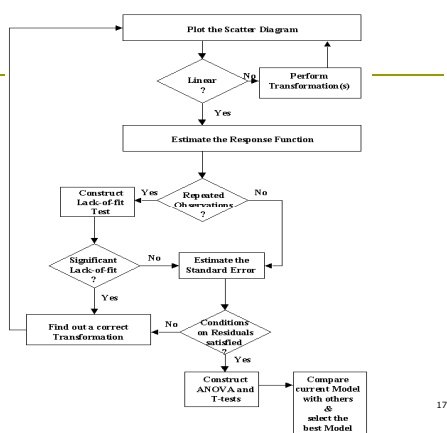 Plot the Scatter Diagram
Linear
?
No
Perform
Transformation(s)
Yes
Estimate the Response Function
Construct
Lack-of-fit
Test
Yes
Repeated
Observations
?
No
Significant
Lack-of-fit
?
No
Estimate the
Standard Error
Yes
Find out a correct
Transformation
No
Conditions
on Residuals
satisfied
?
Yes
Construct
ANOVA and
T-tests
Compare
current Model
with others
&
select the
best Model
17